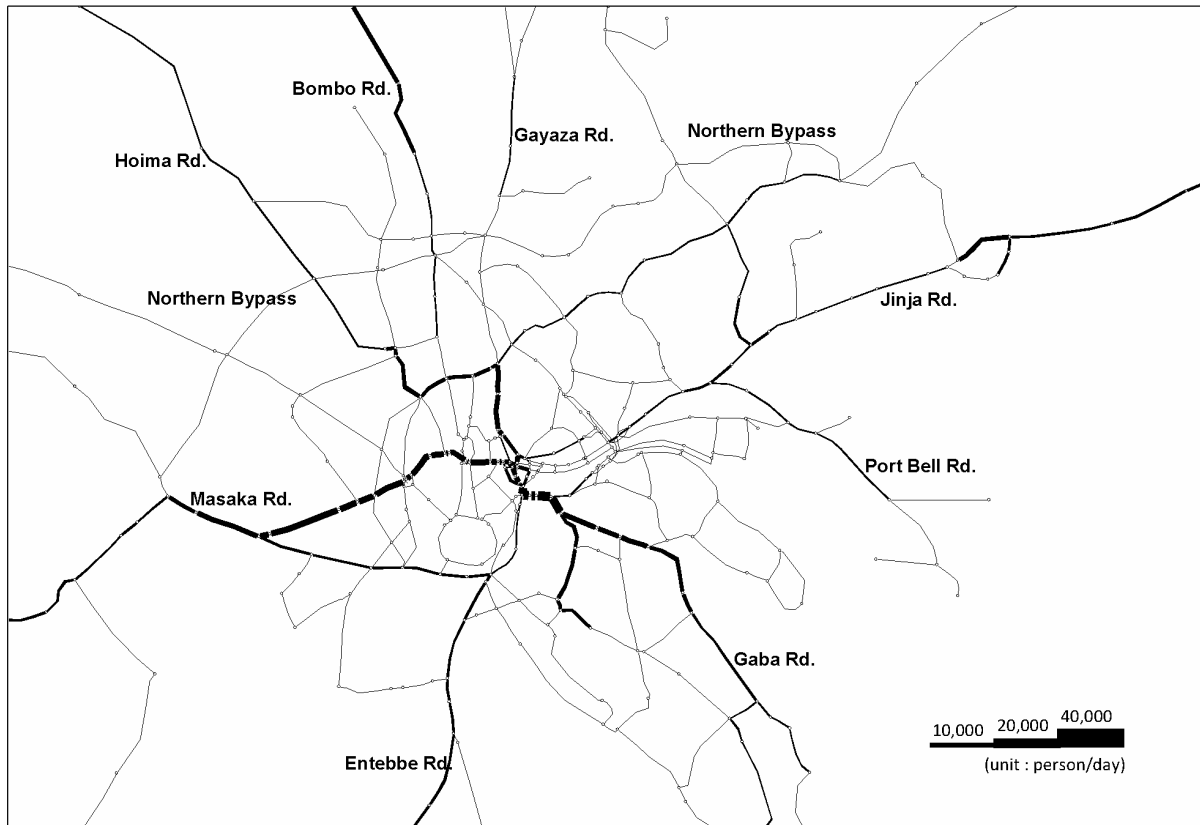 Bombo Rd.
Gayaza Rd.
Northern Bypass
Hoima Rd.
Northern Bypass
Jinja Rd.
Port Bell Rd.
Masaka Rd.
Gaba Rd.
Entebbe Rd.
10,000 20,000 40,000
(unit : person/day)